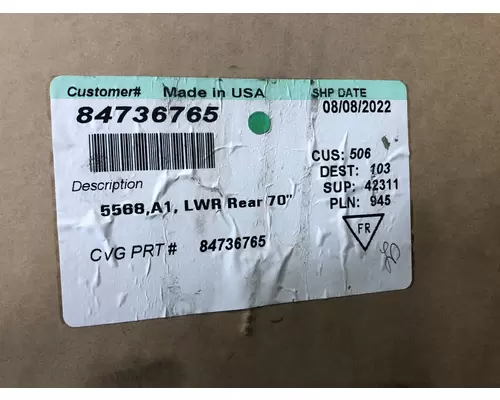 Customer# Made in USA SHP DATE
84736765 08/08/2022
CUS: 506
DEST: 103
SUP: 42311
PLN: 945
FR
Description
5568,A1, LWR Rear 70"
CVG PRT # 84736765